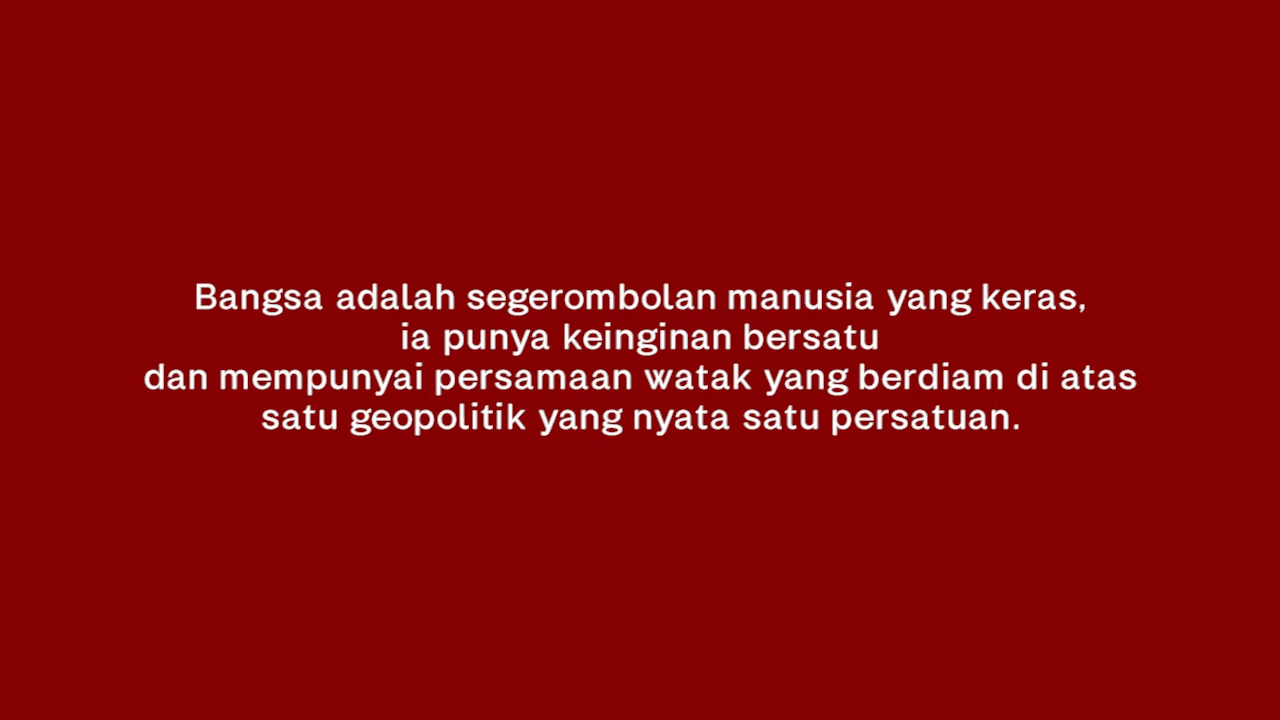 Bangsa adalah segerombolan manusia yang keras,
ia punya keinginan bersatu
dan mempunyai persamaan watak yang berdiam di atas
satu geopolitik yang nyata satu persatuan.